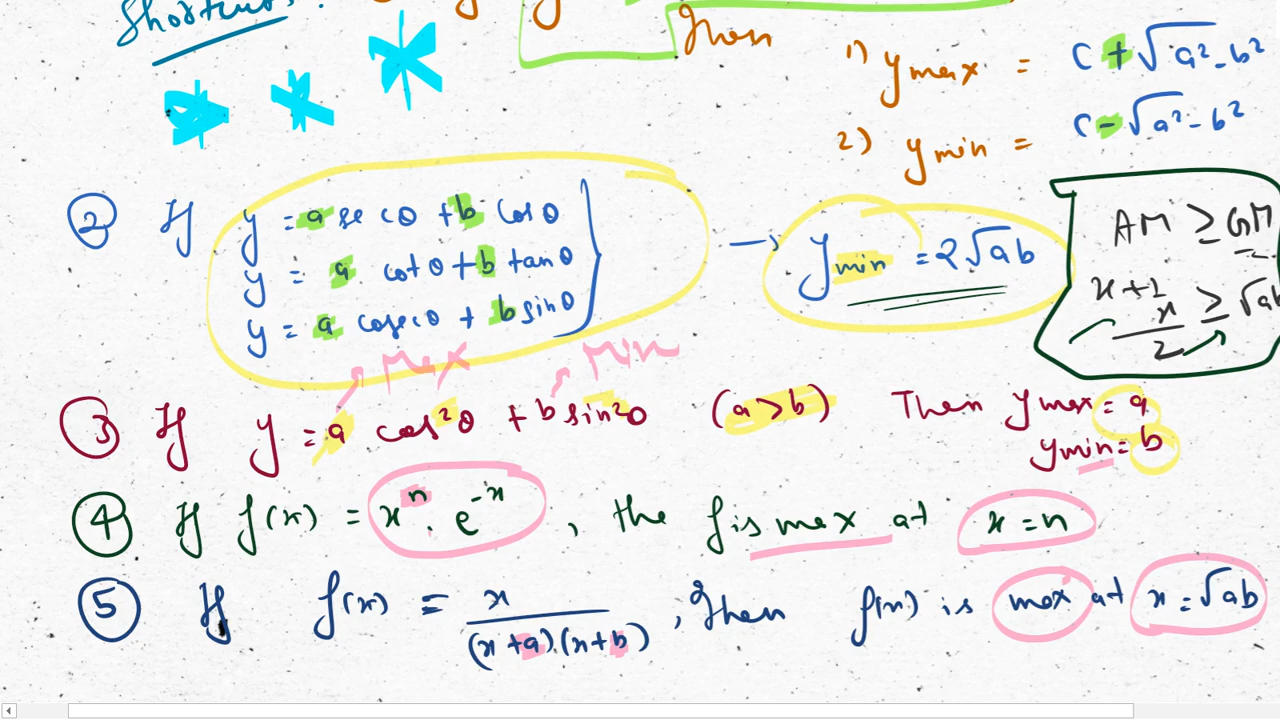 Shortcuts:
y
then
1) ymax = C + √a² - b²
2) ymin = C - √a² - b²
② If y = a sec θ + b cos θ
y = a cot θ + b tan θ
y = a cosec θ + b sin θ
→ ymin = 2√ab
AM ≥ GM
x + 1/x / 2 ≥ √ab
Max Min
③ If y = a cos²θ + b sin²θ (a > b) Then ymax = a
ymin = b
④ If f(x) = xⁿ . e⁻ˣ , the f is max at x = n
⑤ If f(x) = x / (x + a).(x + b) , then f(x) is max at x = √ab